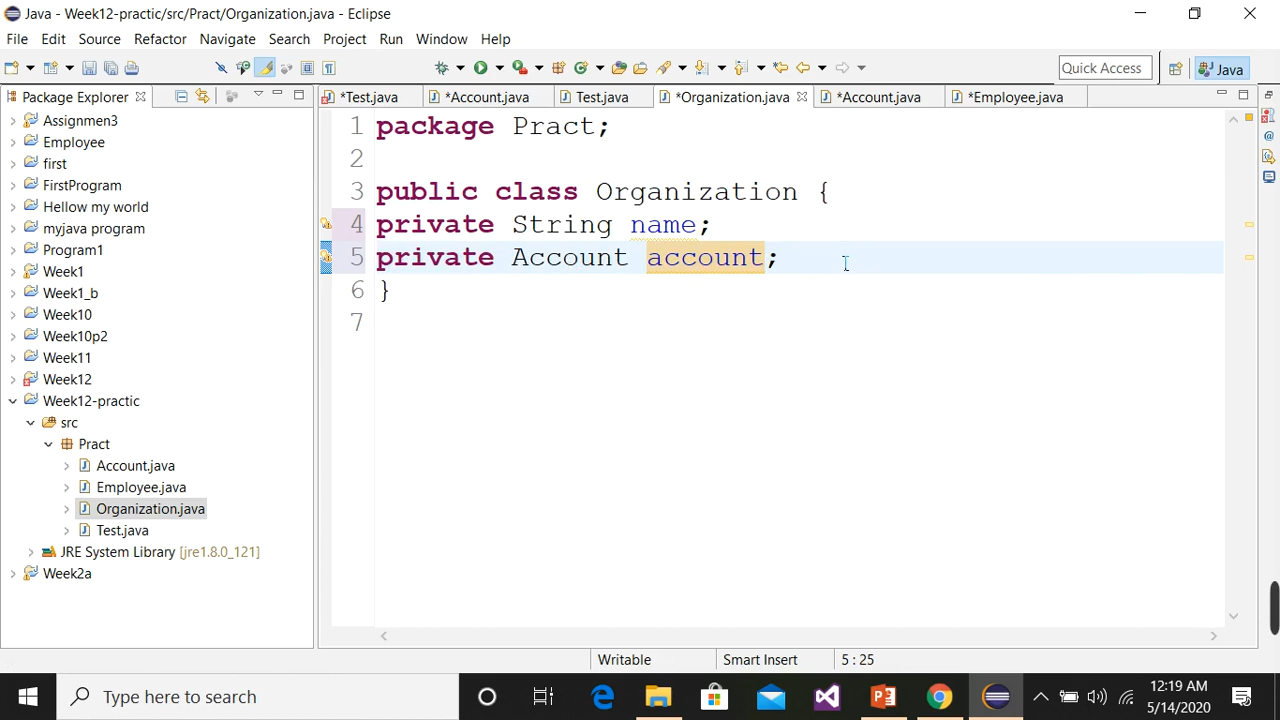 Java - Week12-practic/src/Pract/Organization.java - Eclipse
File Edit Source Refactor Navigate Search Project Run Window Help
Quick Access
Java
Package Explorer
*Test.java *Account.java Test.java *Organization.java *Account.java *Employee.java
Assignmen3
Employee
first
FirstProgram
Hellow my world
myjava program
Program1
Week1
Week1_b
Week10
Week10p2
Week11
Week12
Week12-practic
src
Pract
Account.java
Employee.java
Organization.java
Test.java
JRE System Library [jre1.8.0_121]
Week2a
1 package Pract;
2
3 public class Organization {
4 private String name;
5 private Account account;
6 }
7
Writable Smart Insert 5 : 25
Type here to search
12:19 AM
5/14/2020